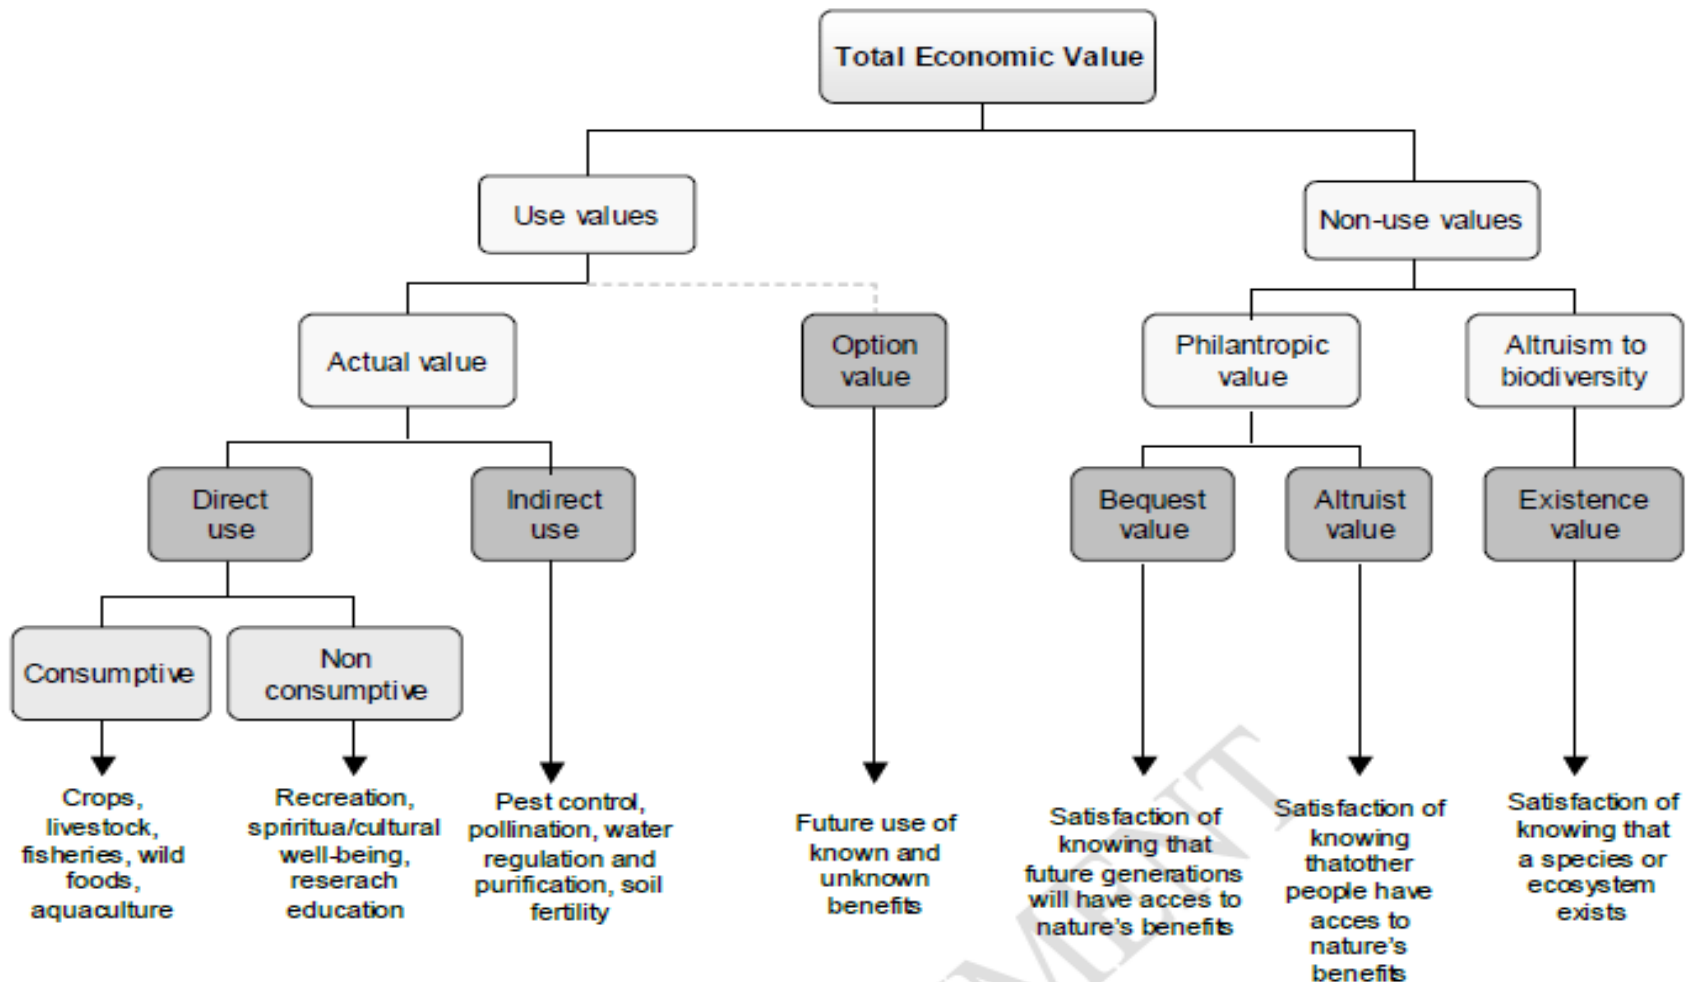 Total Economic Value
Use values
Non-use values
Actual value
Option
value
Philantropic
value
Altruism to
biodiversity
Direct
use
Indirect
use
Bequest
value
Altruist
value
Existence
value
Consumptive
Non
consumptive
Crops,
livestock,
fisheries, wild
foods,
aquaculture
Recreation,
spriritua/cultural
well-being,
reserach
education
Pest control,
pollination, water
regulation and
purification, soil
fertility
Future use of
known and
unknown
benefits
Satisfaction of
knowing that
future generations
will have acces to
nature's benefits
Satisfaction of
knowing
thatother
people have
acces to
nature's
benefits
Satisfaction of
knowing that
a species or
ecosystem
exists
MENT